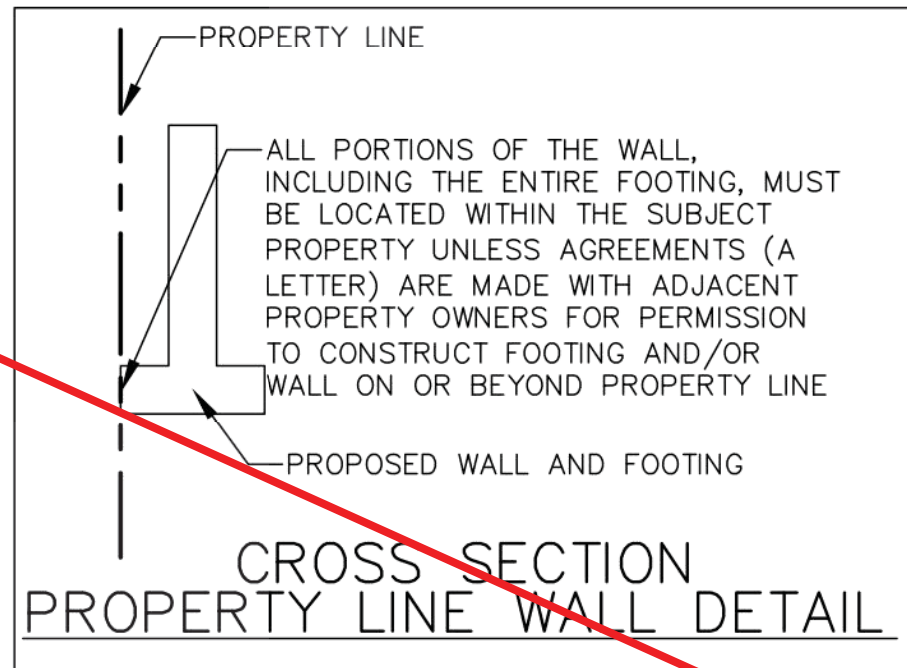 PROPERTY LINE
ALL PORTIONS OF THE WALL,
INCLUDING THE ENTIRE FOOTING, MUST
BE LOCATED WITHIN THE SUBJECT
PROPERTY UNLESS AGREEMENTS (A
LETTER) ARE MADE WITH ADJACENT
PROPERTY OWNERS FOR PERMISSION
TO CONSTRUCT FOOTING AND/OR
WALL ON OR BEYOND PROPERTY LINE
PROPOSED WALL AND FOOTING
CROSS SECTION
PROPERTY LINE WALL DETAIL